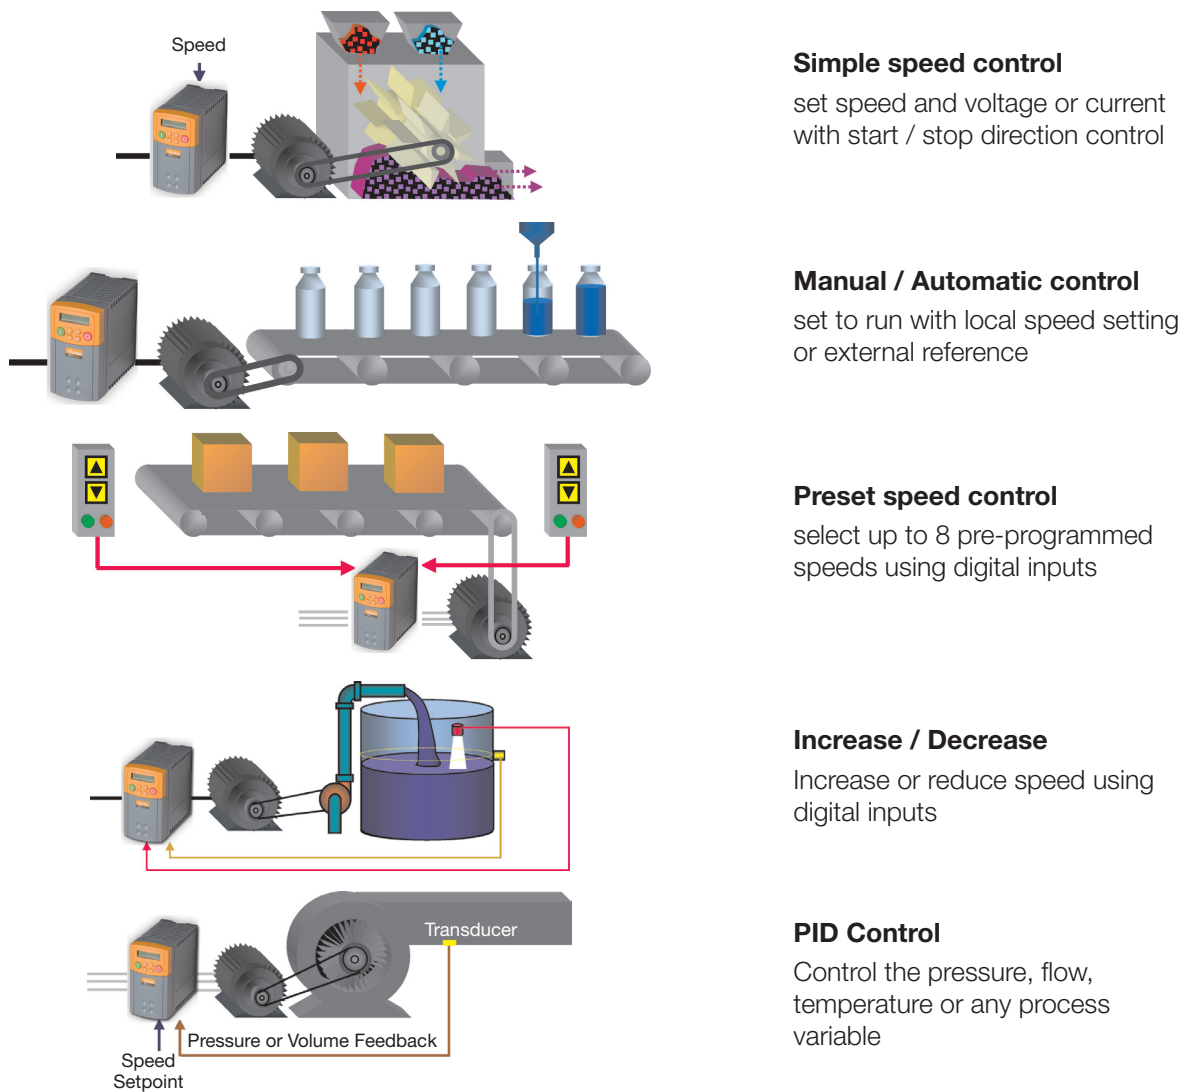 Speed
Simple speed control
set speed and voltage or current
with start / stop direction control
Manual / Automatic control
set to run with local speed setting
or external reference
Preset speed control
select up to 8 pre-programmed
speeds using digital inputs
Increase / Decrease
Increase or reduce speed using
digital inputs
Transducer
Pressure or Volume Feedback
Speed
Setpoint
PID Control
Control the pressure, flow,
temperature or any process
variable